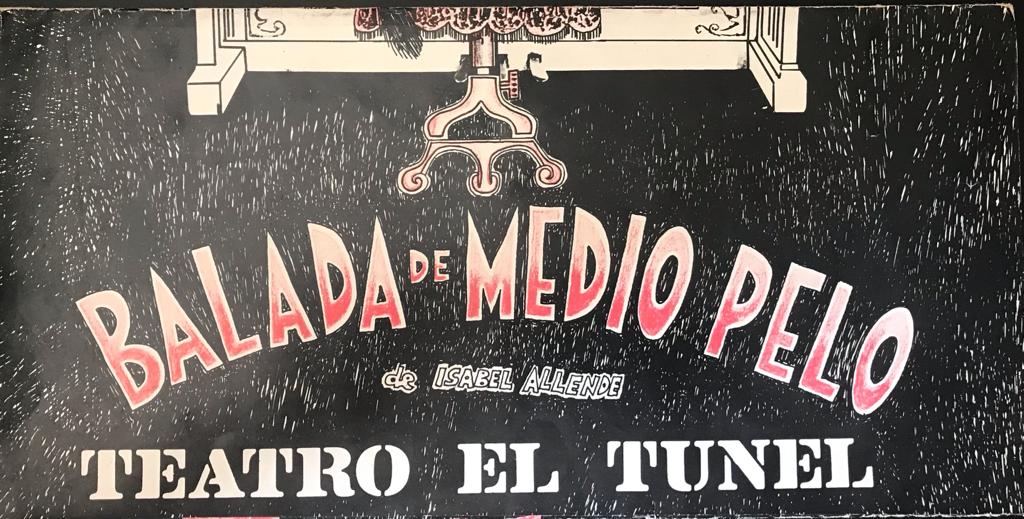 BALADA DE MEDIO PELO
de ISABEL ALLENDE
TEATRO EL TUNEL